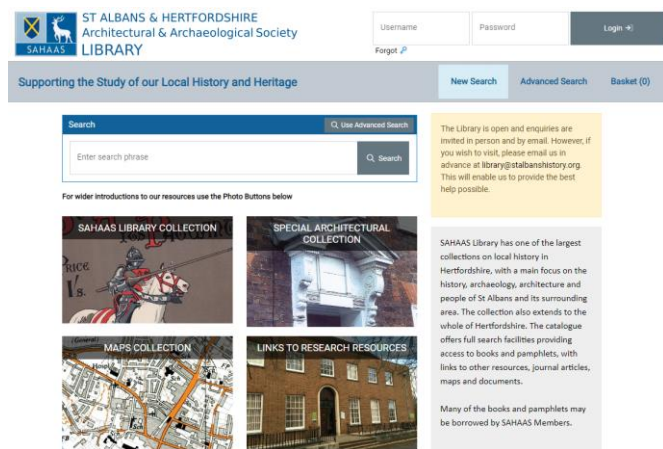 ST ALBANS & HERTFORDSHIRE
Architectural & Archaeological Society
LIBRARY
SAHAAS
Username
Password
Login
Forgot
Supporting the Study of our Local History and Heritage
New Search
Advanced Search
Basket (0)
Search
Use Advanced Search
Enter search phrase
Search
For wider introductions to our resources use the Photo Buttons below
SAHAAS LIBRARY COLLECTION
PRICE
1/s.
SPECIAL ARCHITECTURAL
COLLECTION
MAPS COLLECTION
LINKS TO RESEARCH RESOURCES
The Library is open and enquiries are
invited in person and by email. However, if
you wish to visit, please email us in
advance at library@stalbanshistory.org.
This will enable us to provide the best
help possible.
SAHAAS Library has one of the largest
collections on local history in
Hertfordshire, with a main focus on the
history, archaeology, architecture and
people of St Albans and its surrounding
area. The collection also extends to the
whole of Hertfordshire. The catalogue
offers full search facilities providing
access to books and pamphlets, with
links to other resources, journal articles,
maps and documents.
Many of the books and pamphlets may
be borrowed by SAHAAS Members.